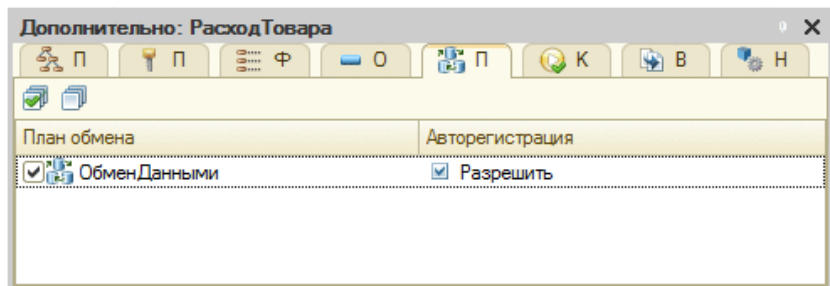 Дополнительно: РасходТовара
П П Ф О П К В Н
План обмена Авторегистрация
ОбменДанными Разрешить